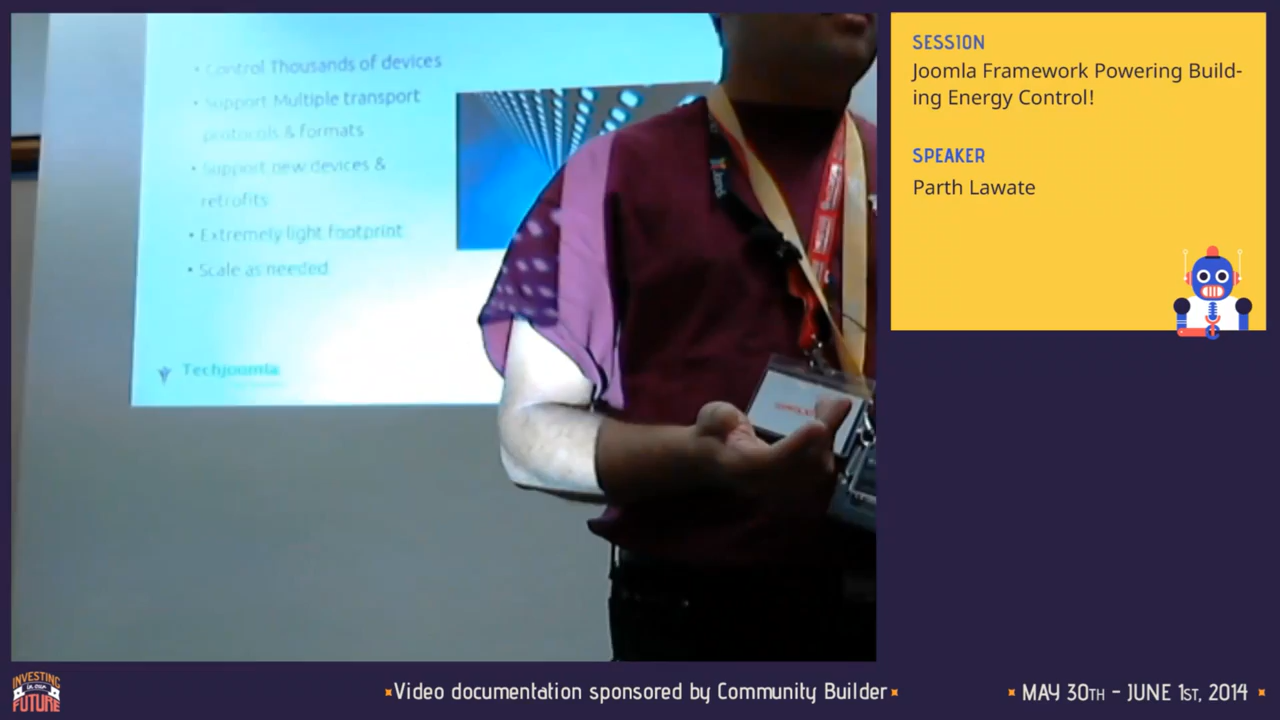 • Control Thousands of devices
• Support Multiple transport
protocols & formats
• Support new devices &
retrofits
• Extremely light footprint
• Scale as needed
Techjoomla
SESSION
Joomla Framework Powering Build-
ing Energy Control!
SPEAKER
Parth Lawate
INVESTING
in our
FUTURE
Video documentation sponsored by Community Builder
MAY 30TH - JUNE 1ST, 2014